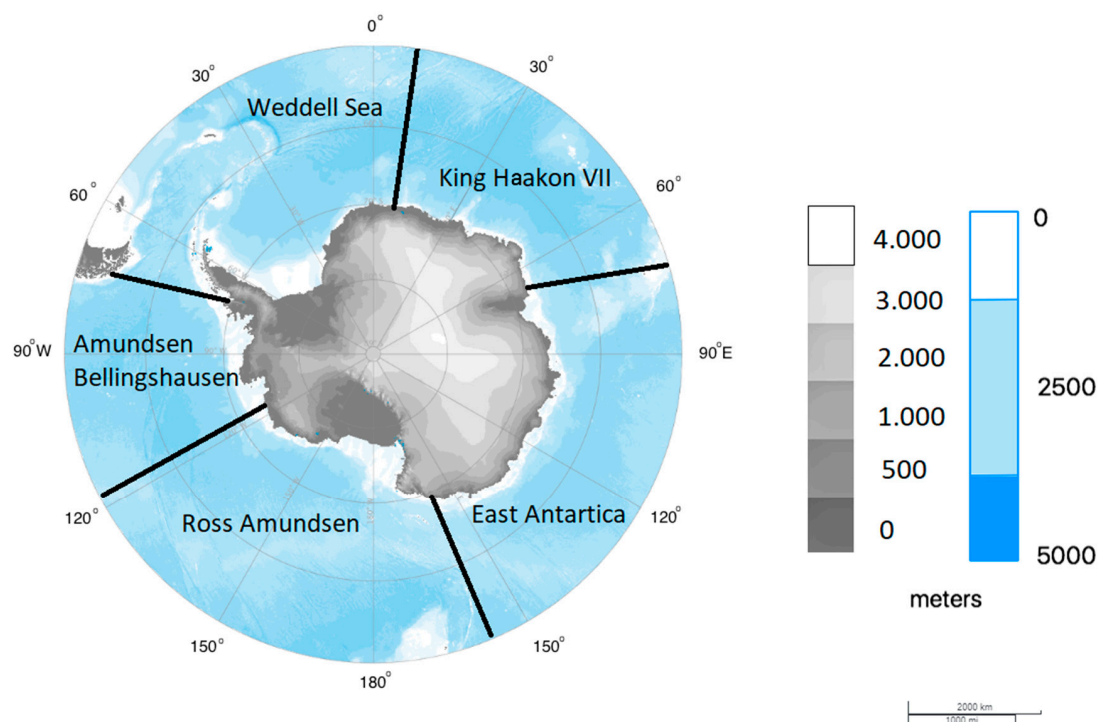 0°
30°
30°
Weddell Sea
King Haakon VII
60°
60°
90°W
90°E
Amundsen
Bellingshausen
120°
120°
Ross Amundsen
East Antartica
150°
150°
180°
4.000
3.000
2.000
1.000
500
0
0
2500
5000
meters
2000 km
1000 mi